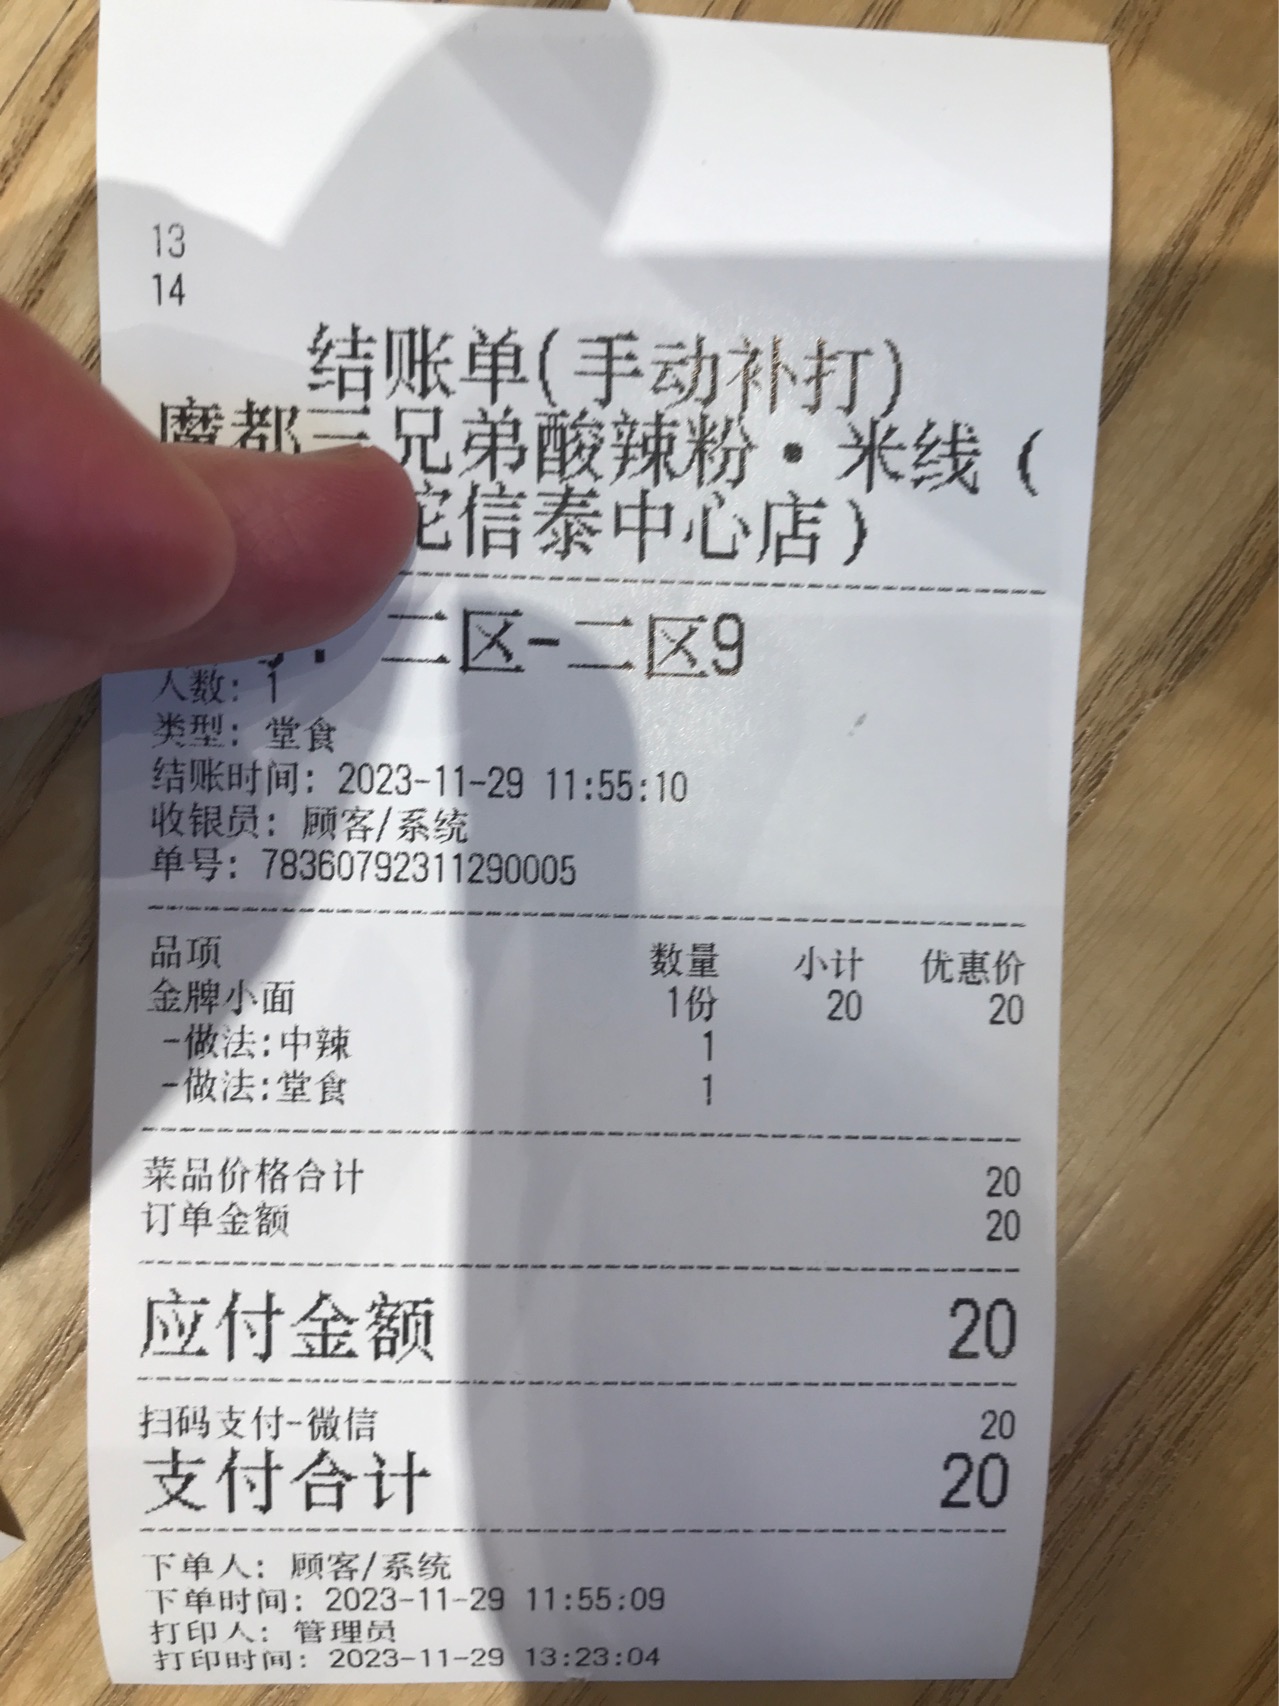 13
14
结账单(手动补打)
魔都三兄弟酸辣粉·米线(
信泰中心店)
二区-二区9
人数: 1
类型: 堂食
结账时间: 2023-11-29 11:55:10
收银员: 顾客/系统
单号: 78360792311290005
品项 数量 小计 优惠价
金牌小面 1份 20 20
-做法:中辣 1
-做法:堂食 1
菜品价格合计 20
订单金额 20
应付金额 20
扫码支付-微信 20
支付合计 20
下单人: 顾客/系统
下单时间: 2023-11-29 11:55:09
打印人: 管理员
打印时间: 2023-11-29 13:23:04